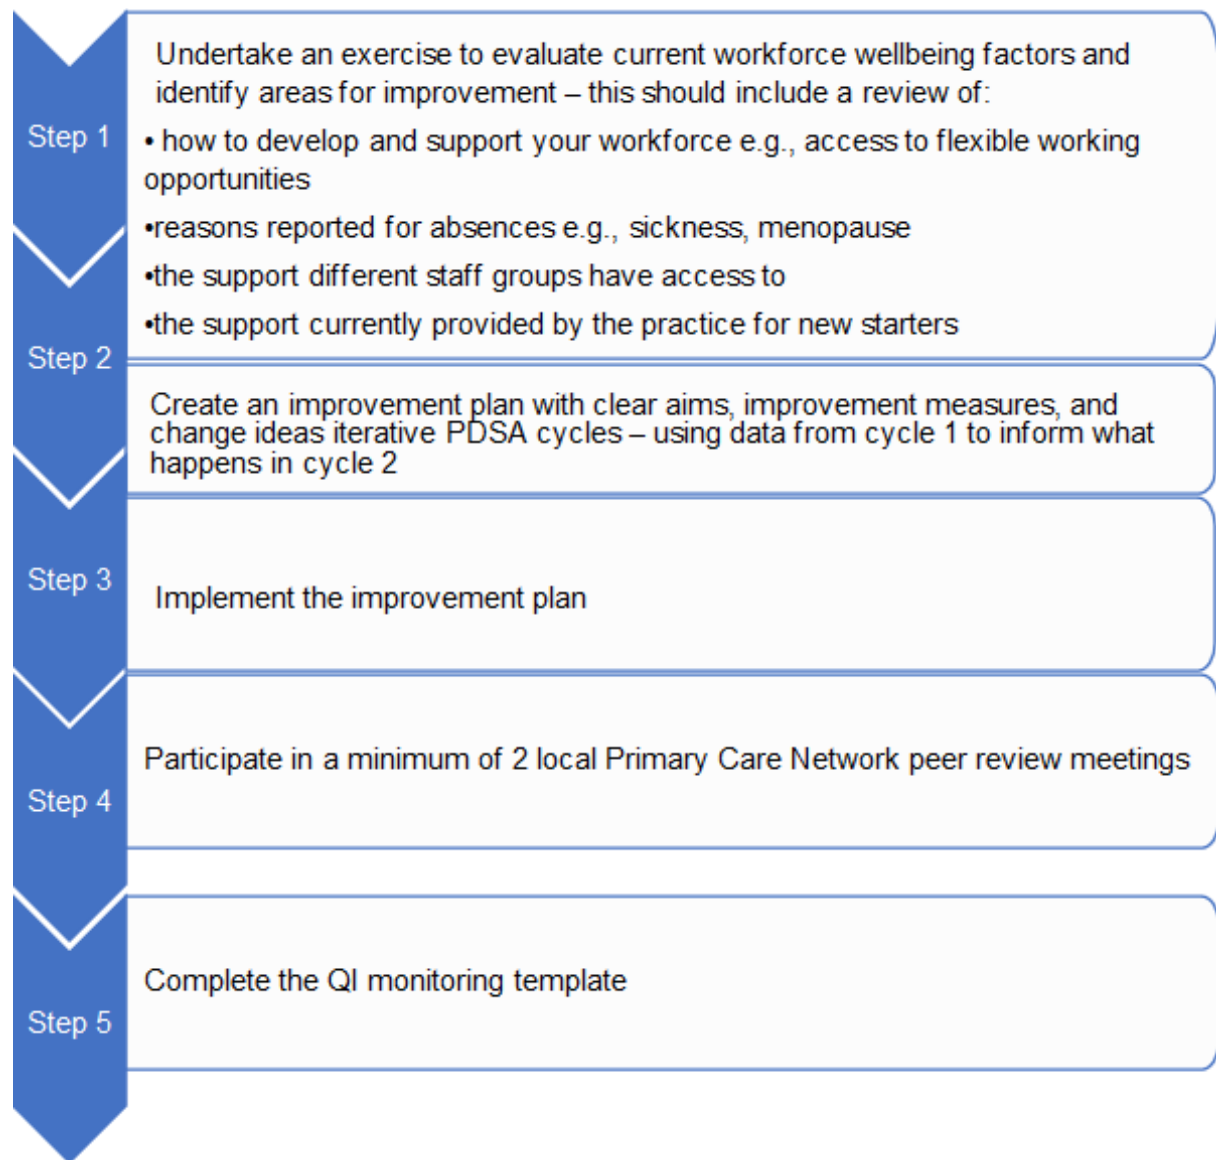 Step 1
Undertake an exercise to evaluate current workforce wellbeing factors and
identify areas for improvement – this should include a review of:
• how to develop and support your workforce e.g., access to flexible working
opportunities
•reasons reported for absences e.g., sickness, menopause
•the support different staff groups have access to
•the support currently provided by the practice for new starters
Step 2
Create an improvement plan with clear aims, improvement measures, and
change ideas iterative PDSA cycles – using data from cycle 1 to inform what
happens in cycle 2
Step 3
Implement the improvement plan
Step 4
Participate in a minimum of 2 local Primary Care Network peer review meetings
Step 5
Complete the QI monitoring template